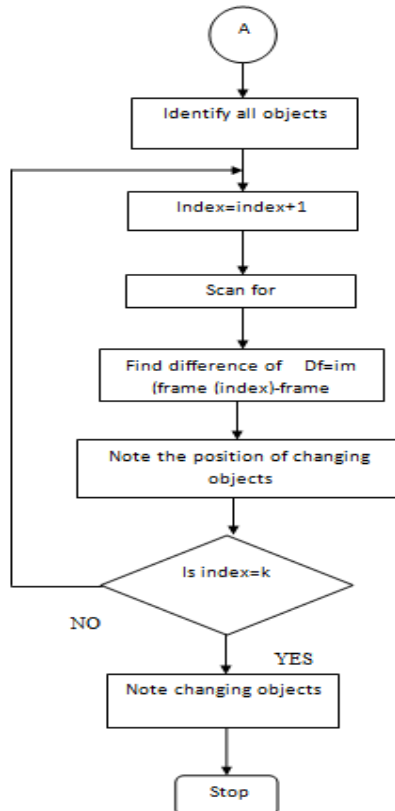 A
Identify all objects
Index=index+1
Scan for
Find difference of Df=im
(frame (index)-frame
Note the position of changing
objects
Is index=k
NO
YES
Note changing objects
Stop